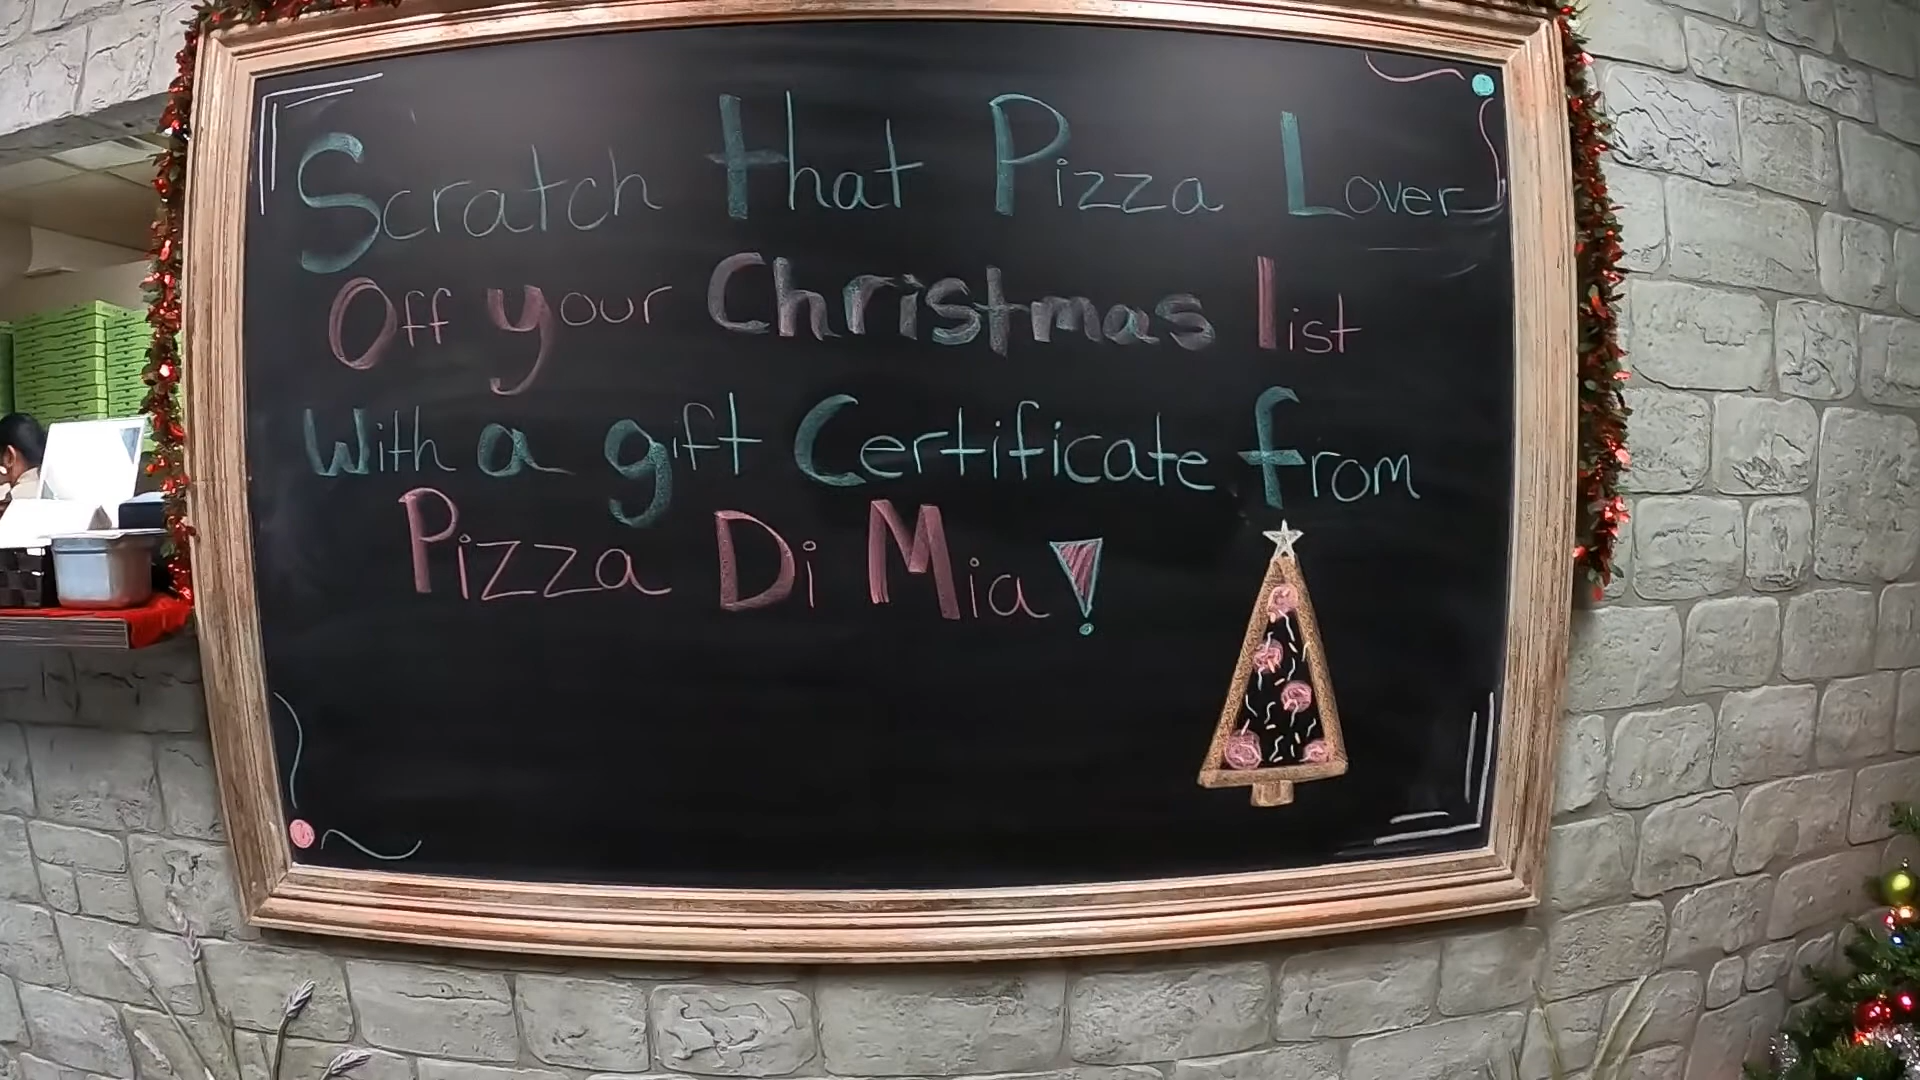 Scratch that Pizza Lover
Off your Christmas list
With a gift Certificate from
Pizza Di Mia!